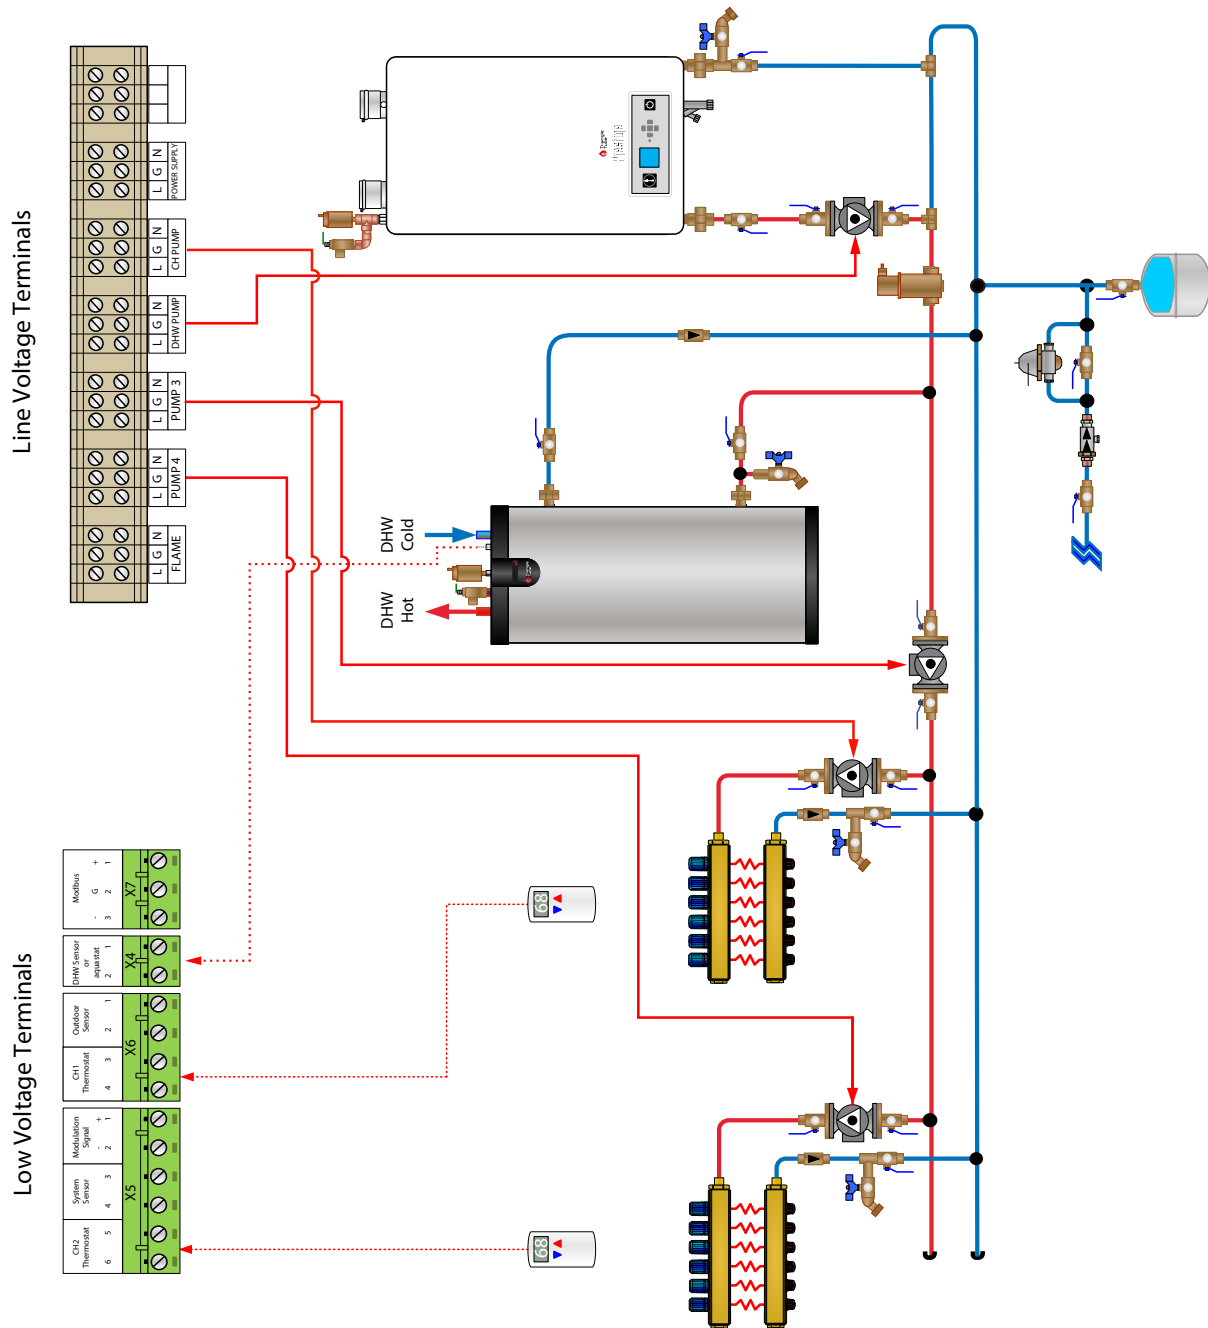 Line Voltage Terminals
L G N
POWER SUPPLY
L G N
CH PUMP
L G N
DHW PUMP
L G N
PUMP 3
L G N
PUMP 4
L G N
FLAME
Triangle
Tube
Prestige
DHW
Cold
DHW
Hot
Low Voltage Terminals
Modbus
- G +
3 2 1
X7
DHW Sensor
or
aquastat
2 1
X4
Outdoor
Sensor
2 1
CH1
Thermostat
4 3
X6
Modulation
Signal
- +
2 1
System
Sensor
4 3
CH2
Thermostat
6 5
X5
68
68